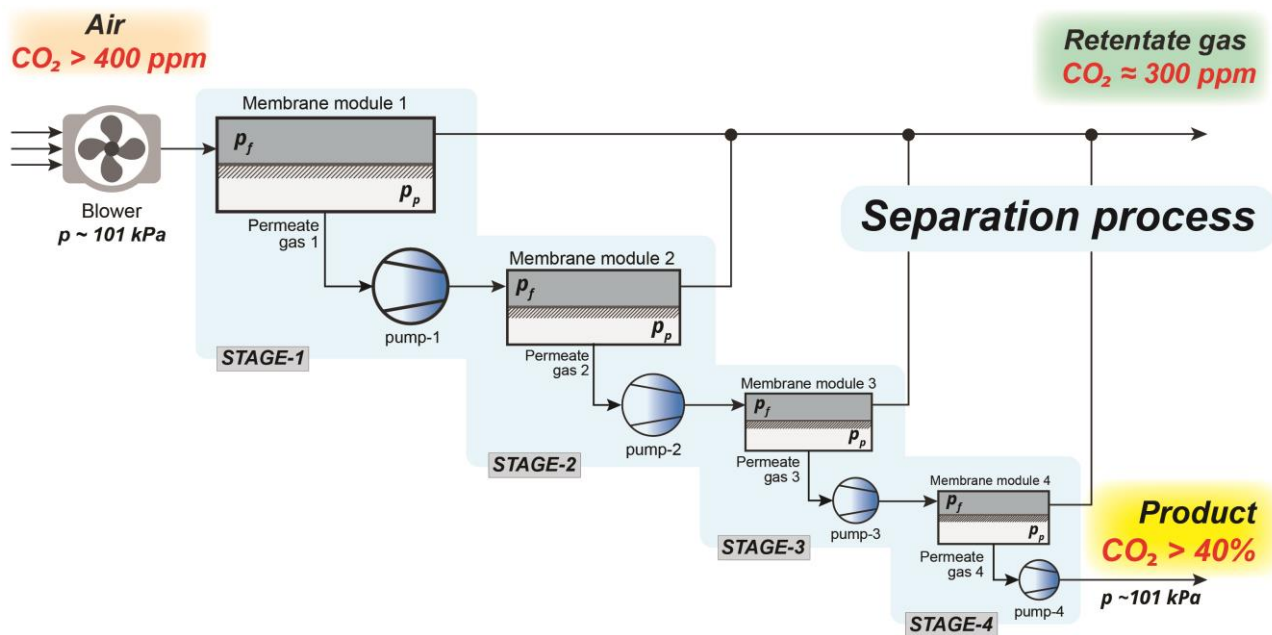 Air
CO₂ > 400 ppm
Retentate gas
CO₂ ≈ 300 ppm
Membrane module 1
p_f
p_p
Blower
p ~ 101 kPa
Permeate
gas 1
Separation process
Membrane module 2
p_f
p_p
pump-1
STAGE-1
Permeate
gas 2
Membrane module 3
p_f
p_p
pump-2
STAGE-2
Permeate
gas 3
Membrane module 4
p_f
p_p
pump-3
STAGE-3
Product
CO₂ > 40%
Permeate
gas 4
pump-4
p ~101 kPa
STAGE-4